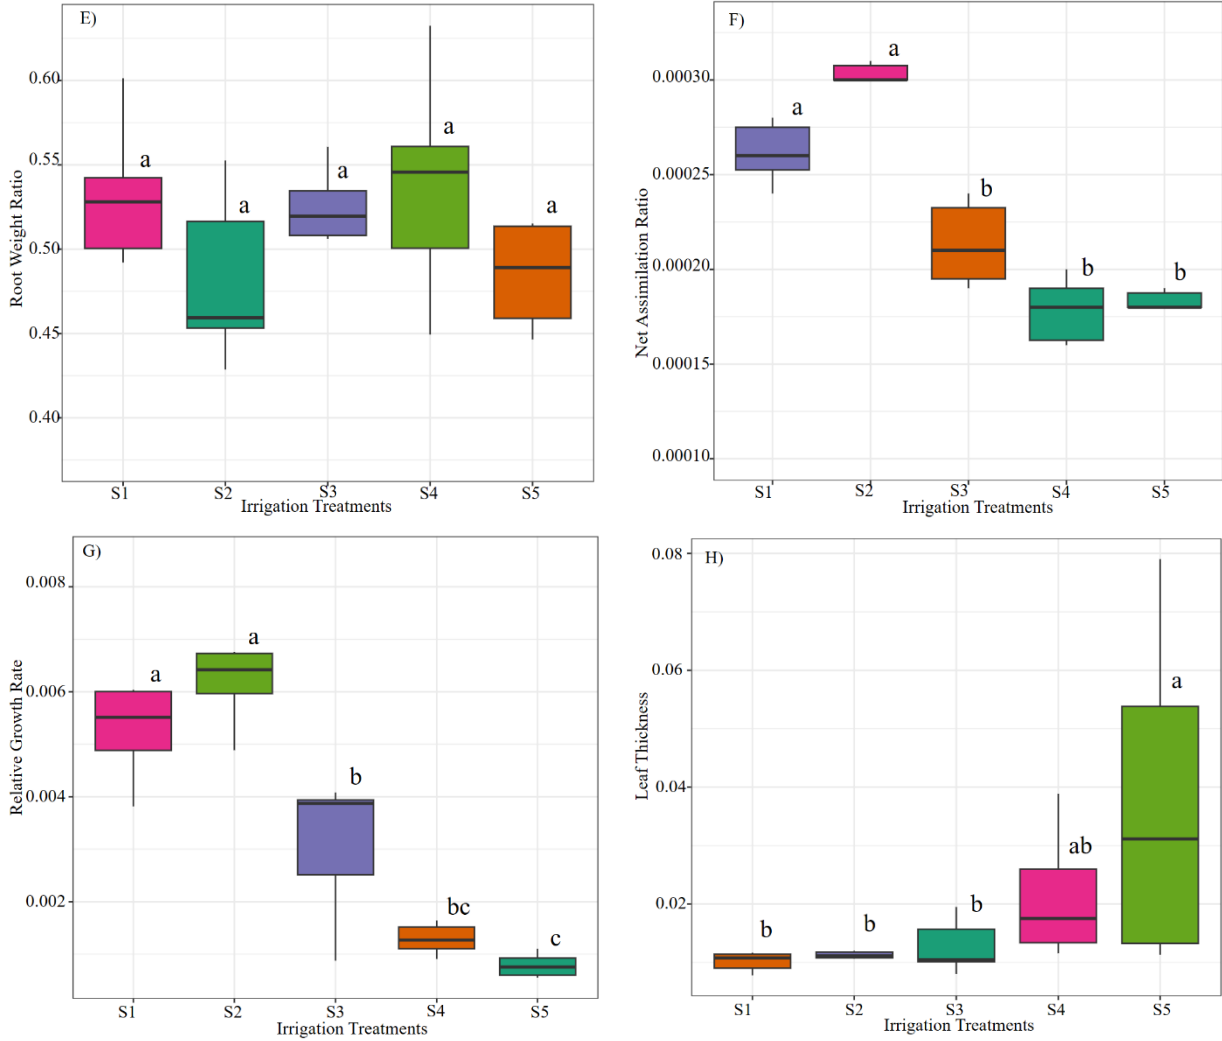 E)
Root Weight Ratio
0.60
0.55
0.50
0.45
0.40
a
a
a
a
a
S1 S2 S3 S4 S5
Irrigation Treatments
F)
Net Assimilation Ratio
0.00030
0.00025
0.00020
0.00015
0.00010
a
a
b
b
b
S1 S2 S3 S4 S5
Irrigation Treatments
G)
Relative Growth Rate
0.008
0.006
0.004
0.002
a
a
b
bc
c
S1 S2 S3 S4 S5
Irrigation Treatments
H)
Leaf Thickness
0.08
0.06
0.04
0.02
b
b
b
ab
a
S1 S2 S3 S4 S5
Irrigation Treatments